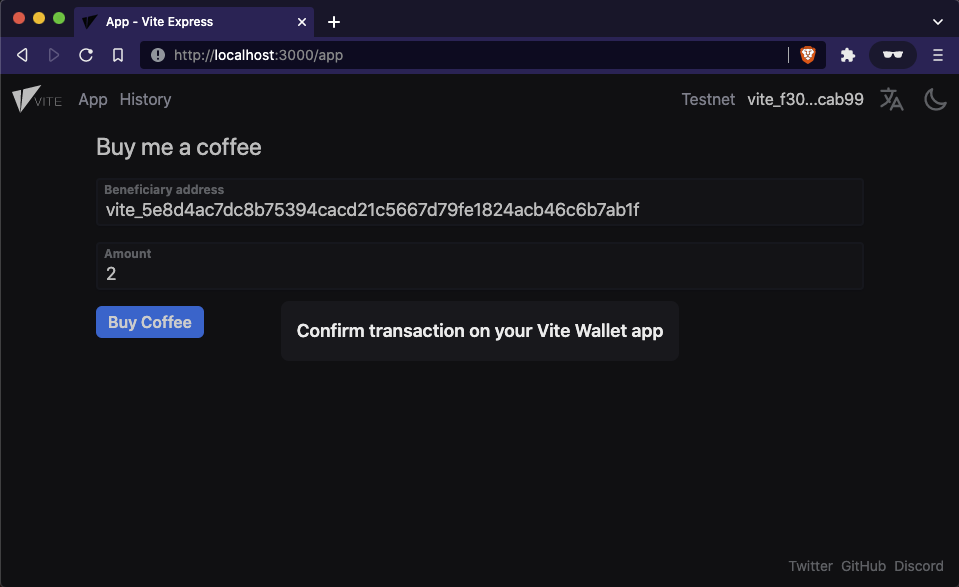 App - Vite Express
http://localhost:3000/app
VITE App History Testnet vite_f30...cab99
Buy me a coffee
Beneficiary address
vite_5e8d4ac7dc8b75394cacd21c5667d79fe1824acb46c6b7ab1f
Amount
2
Buy Coffee
Confirm transaction on your Vite Wallet app
Twitter GitHub Discord